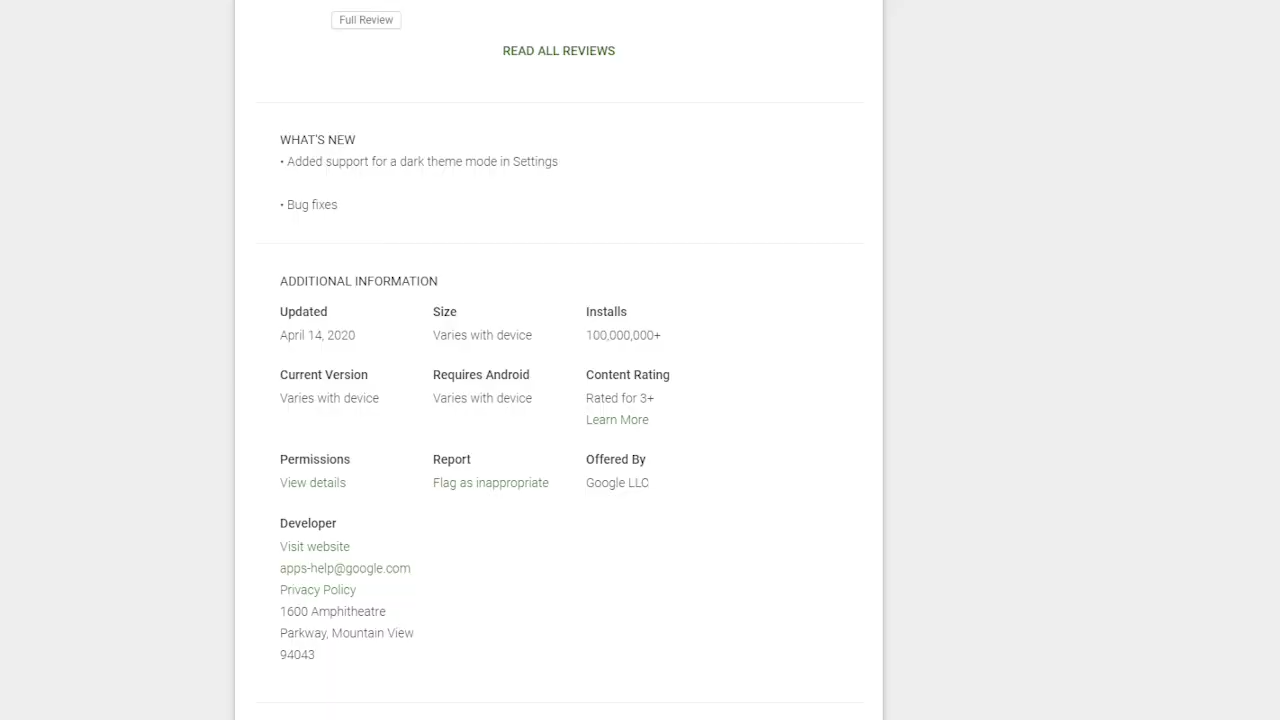 Full Review
READ ALL REVIEWS
WHAT'S NEW
• Added support for a dark theme mode in Settings
• Bug fixes
ADDITIONAL INFORMATION
Updated Size Installs
April 14, 2020 Varies with device 100,000,000+
Current Version Requires Android Content Rating
Varies with device Varies with device Rated for 3+
Learn More
Permissions Report Offered By
View details Flag as inappropriate Google LLC
Developer
Visit website
apps-help@google.com
Privacy Policy
1600 Amphitheatre
Parkway, Mountain View
94043